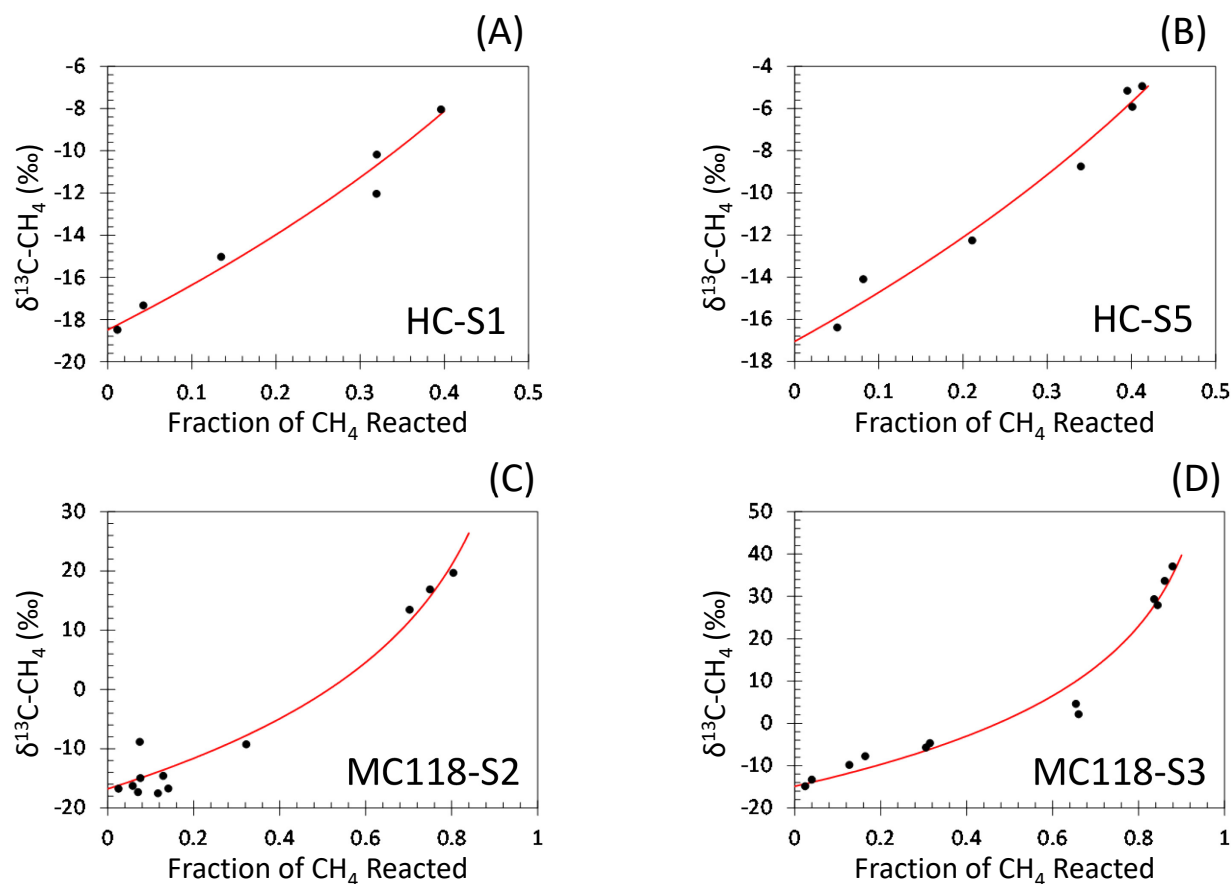 (A)
-6
-8
-10
-12
-14
-16
-18
-20
δ¹³C-CH₄ (‰)
HC-S1
0 0.1 0.2 0.3 0.4 0.5
Fraction of CH₄ Reacted
(B)
-4
-6
-8
-10
-12
-14
-16
-18
δ¹³C-CH₄ (‰)
HC-S5
0 0.1 0.2 0.3 0.4 0.5
Fraction of CH₄ Reacted
(C)
30
20
10
0
-10
-20
δ¹³C-CH₄ (‰)
MC118-S2
0 0.2 0.4 0.6 0.8 1
Fraction of CH₄ Reacted
(D)
50
40
30
20
10
0
-10
-20
δ¹³C-CH₄ (‰)
MC118-S3
0 0.2 0.4 0.6 0.8 1
Fraction of CH₄ Reacted